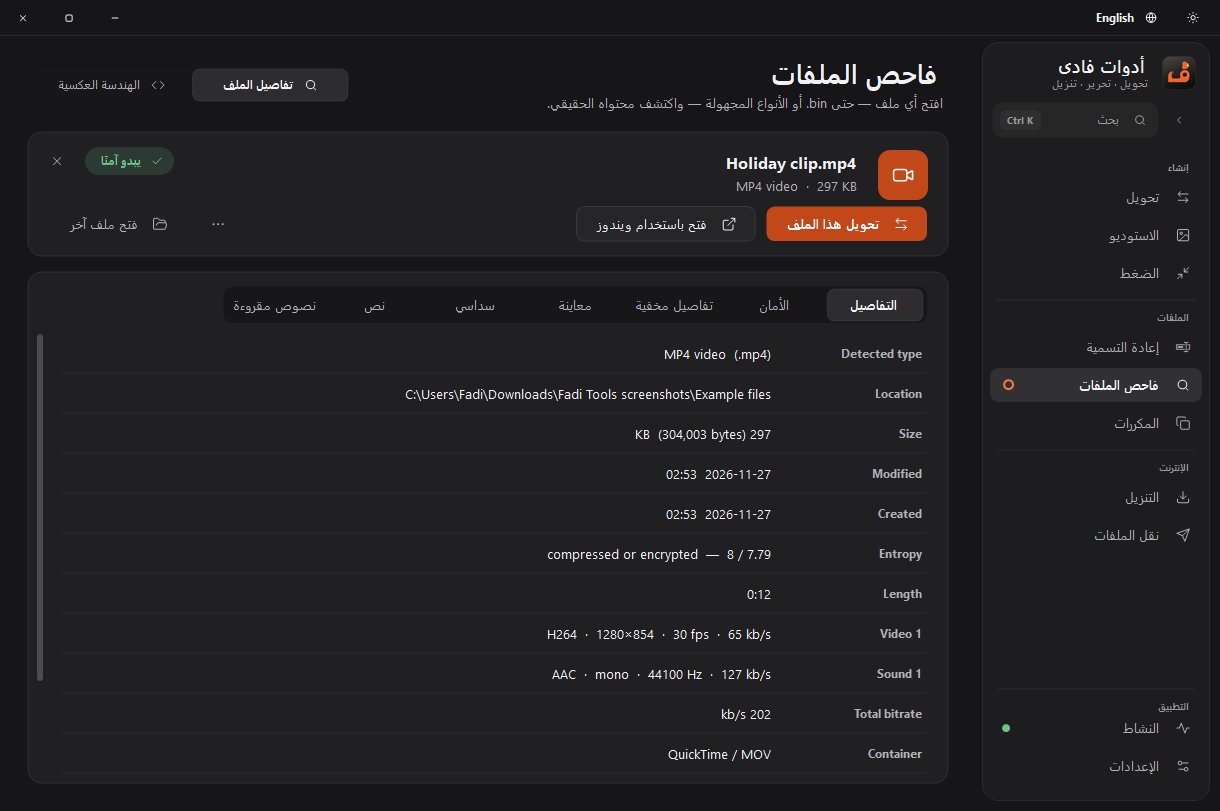 English
أدوات فادي
تحويل · تحرير · تنزيل
بحث
Ctrl K
إنشاء
تحويل
الاستوديو
الضغط
الملفات
إعادة التسمية
فاحص الملفات
المكررات
الإنترنت
التنزيل
نقل الملفات
التطبيق
النشاط
الإعدادات
فاحص الملفات
افتح أي ملف — حتى .bin أو الأنواع المجهولة — واكتشف محتواه الحقيقي.
تفاصيل الملف
الهندسة العكسية
Holiday clip.mp4
MP4 video · 297 KB
يبدو آمنًا
تحويل هذا الملف
فتح باستخدام ويندوز
فتح ملف آخر
التفاصيل
الأمان
تفاصيل مخفية
معاينة
سداسي
نص
نصوص مقروءة
Detected type
MP4 video (.mp4)
Location
C:\Users\Fadi\Downloads\Fadi Tools screenshots\Example files
Size
KB (304,003 bytes) 297
Modified
02:53 2026-11-27
Created
02:53 2026-11-27
Entropy
compressed or encrypted — 8 / 7.79
Length
0:12
Video 1
H264 · 1280×854 · 30 fps · 65 kb/s
Sound 1
AAC · mono · 44100 Hz · 127 kb/s
Total bitrate
kb/s 202
Container
QuickTime / MOV